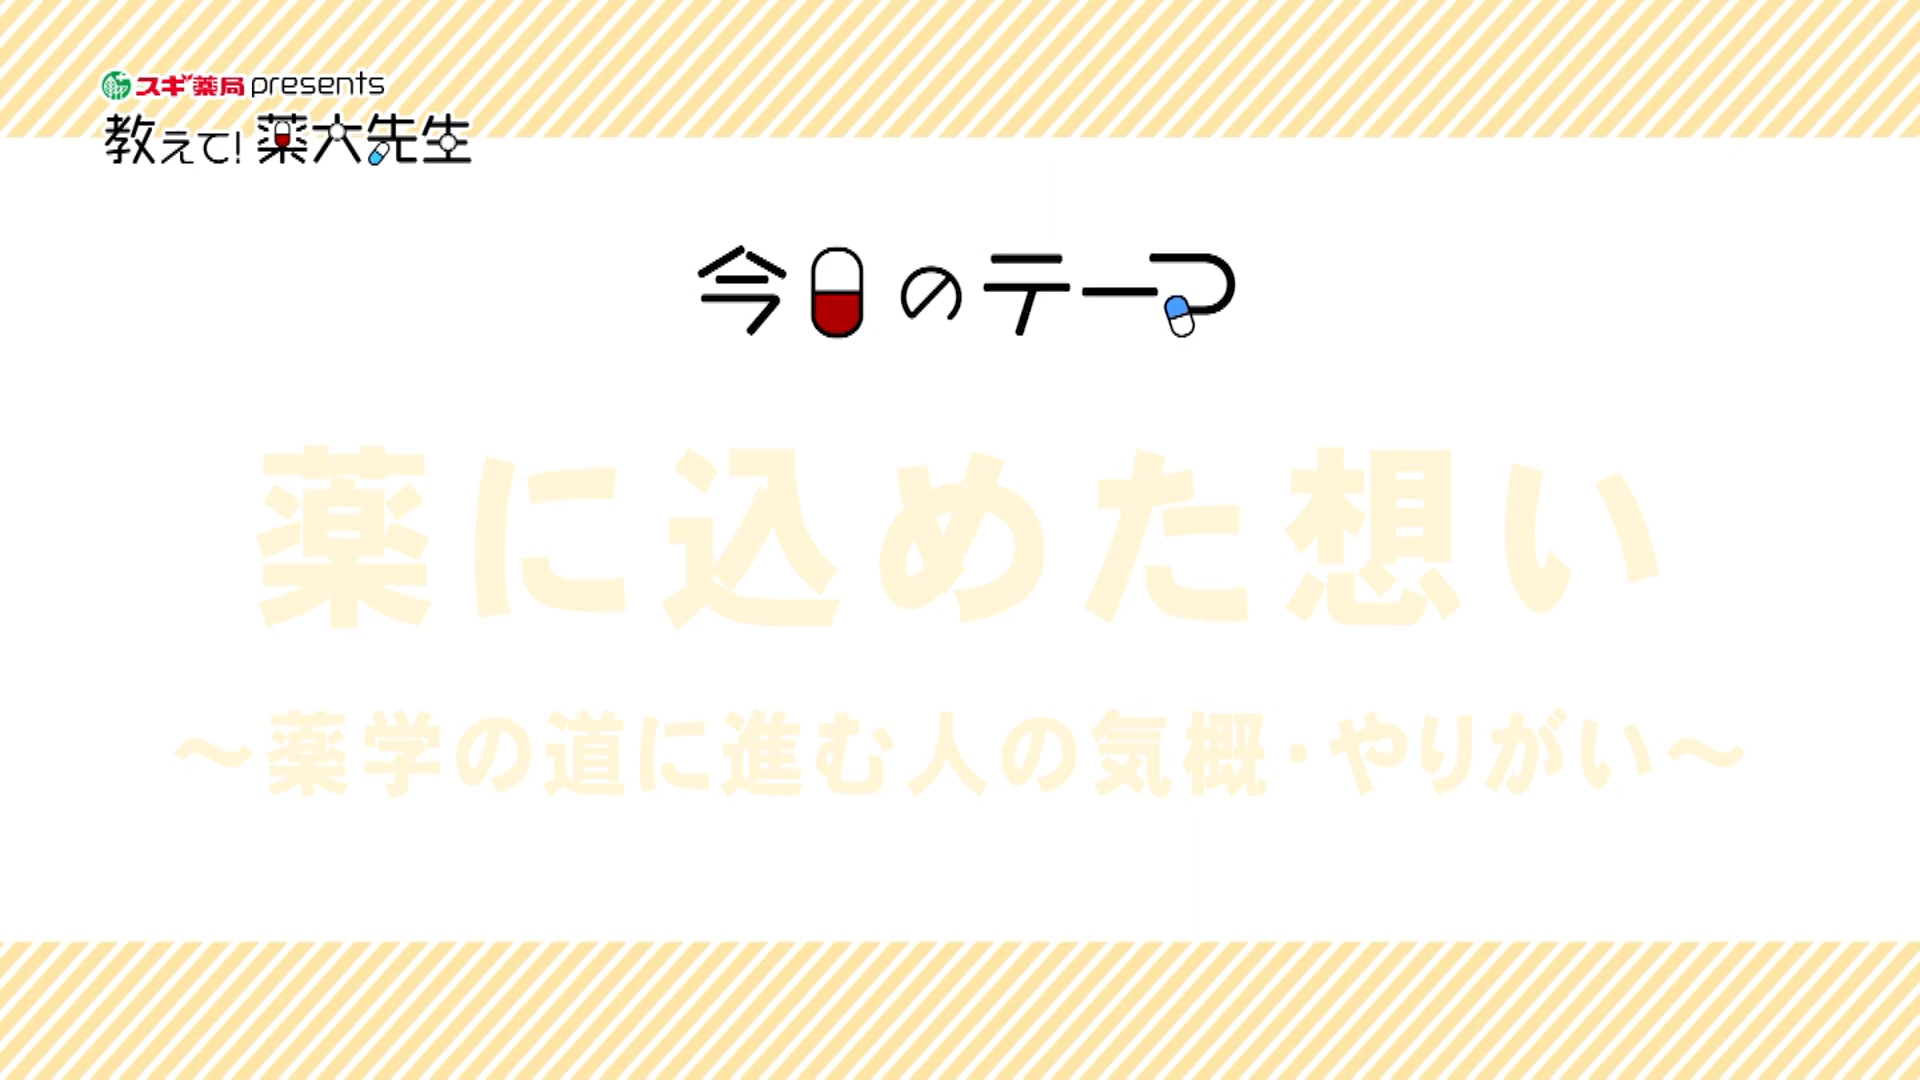 スギ薬局 presents
教えて!薬大先生
今日のテーマ
薬に込めた想い
～薬学の道に進む人の気概・やりがい～